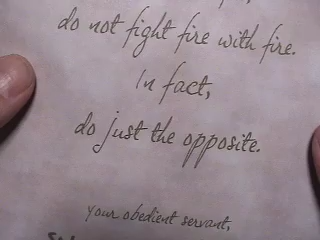 do not fight fire with fire.
In fact,
do just the opposite.
your obedient servant,